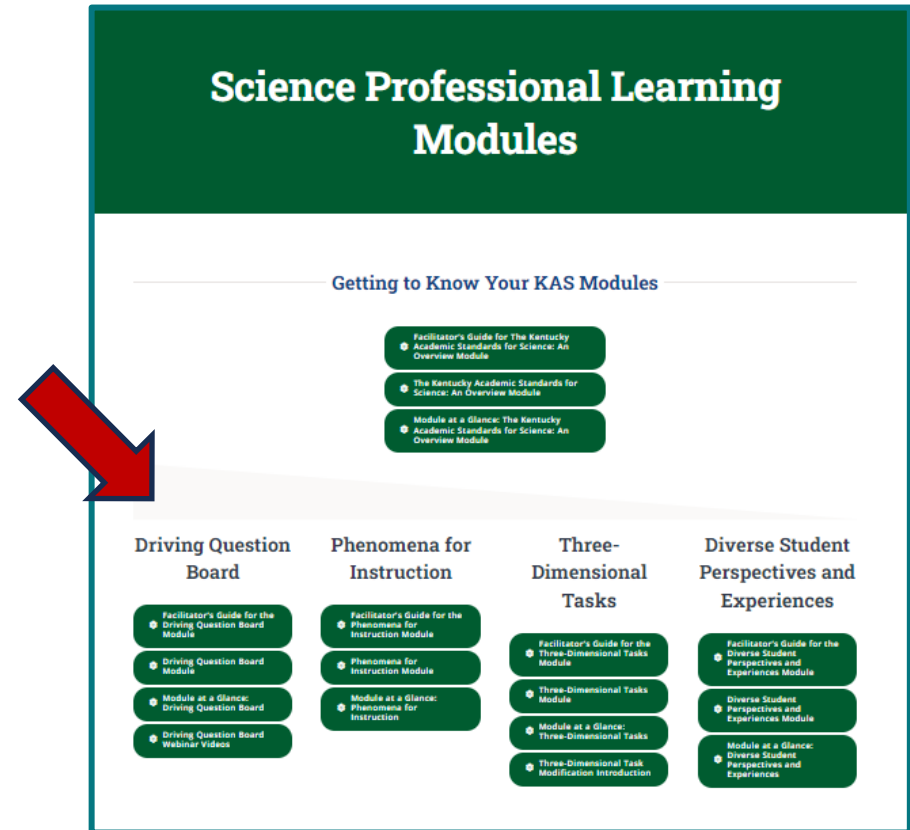 Science Professional Learning
Modules
Getting to Know Your KAS Modules
Facilitator's Guide for The Kentucky
Academic Standards for Science: An
Overview Module
The Kentucky Academic Standards for
Science: An Overview Module
Module at a Glance: The Kentucky
Academic Standards for Science: An
Overview Module
Driving Question
Board
Facilitator's Guide for the
Driving Question Board
Module
Driving Question Board
Module
Module at a Glance:
Driving Question Board
Driving Question Board
Webinar Videos
Phenomena for
Instruction
Facilitator's Guide for the
Phenomena for
Instruction Module
Phenomena for
Instruction Module
Module at a Glance:
Phenomena for
Instruction
Three-
Dimensional
Tasks
Facilitator's Guide for the
Three-Dimensional Tasks
Module
Three-Dimensional Tasks
Module
Module at a Glance:
Three-Dimensional Tasks
Three-Dimensional Task
Modification Introduction
Diverse Student
Perspectives and
Experiences
Facilitator's Guide for the
Diverse Student
Perspectives and
Experiences Module
Diverse Student
Perspectives and
Experiences Module
Module at a Glance:
Diverse Student
Perspectives and
Experiences